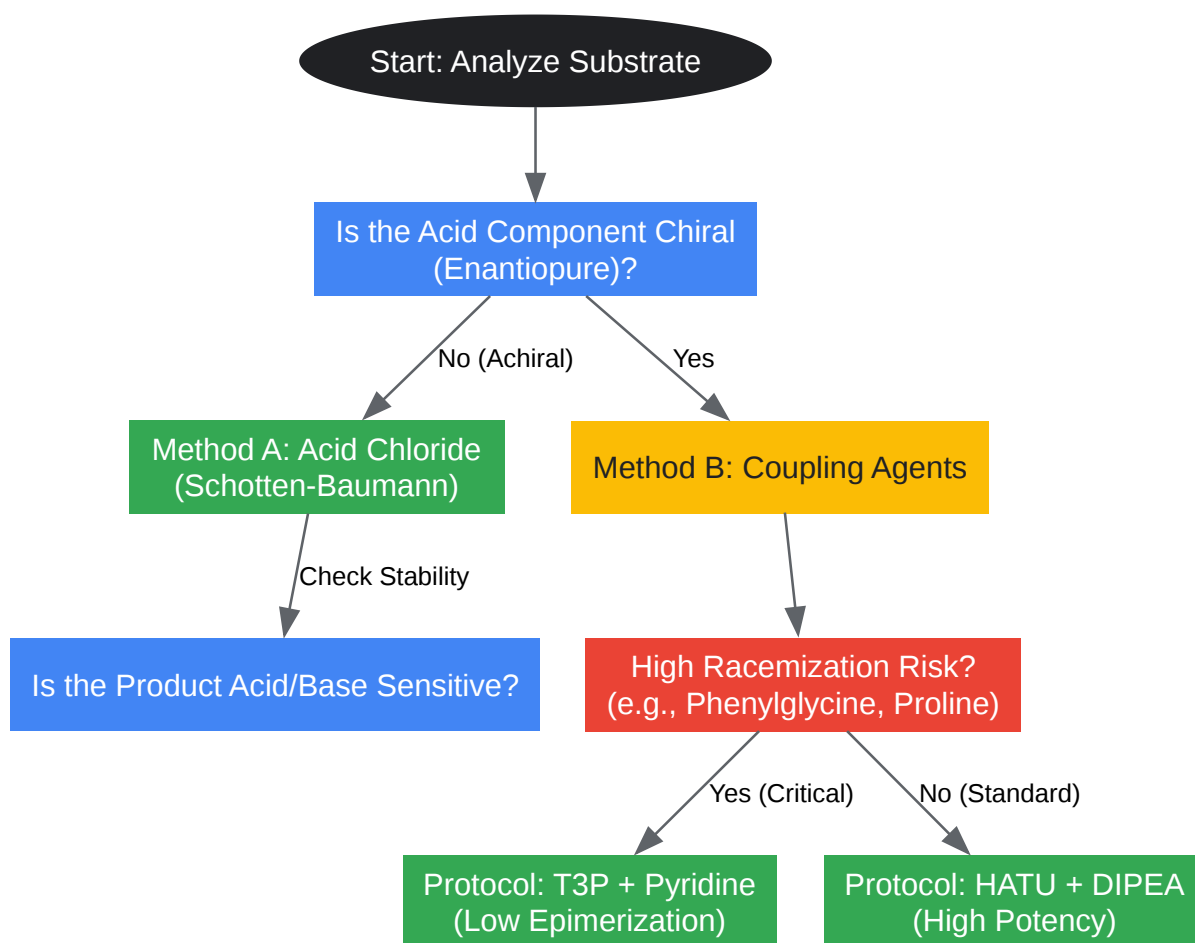 Start: Analyze Substrate
Is the Acid Component Chiral
(Enantiopure)?
No (Achiral)
Yes
Method A: Acid Chloride
(Schotten-Baumann)
Method B: Coupling Agents
Check Stability
Is the Product Acid/Base Sensitive?
High Racemization Risk?
(e.g., Phenylglycine, Proline)
Yes (Critical)
No (Standard)
Protocol: T3P + Pyridine
(Low Epimerization)
Protocol: HATU + DIPEA
(High Potency)